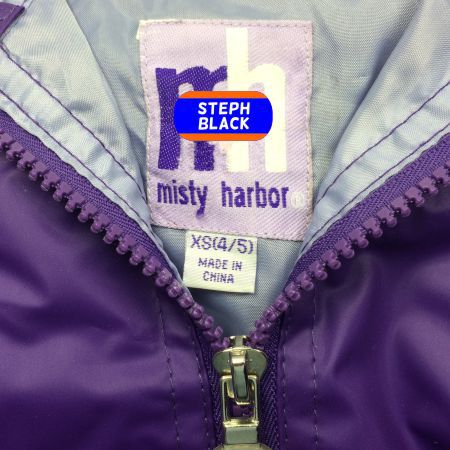 mh
STEPH
BLACK
misty harbor®
XS(4/5)
MADE IN
CHINA